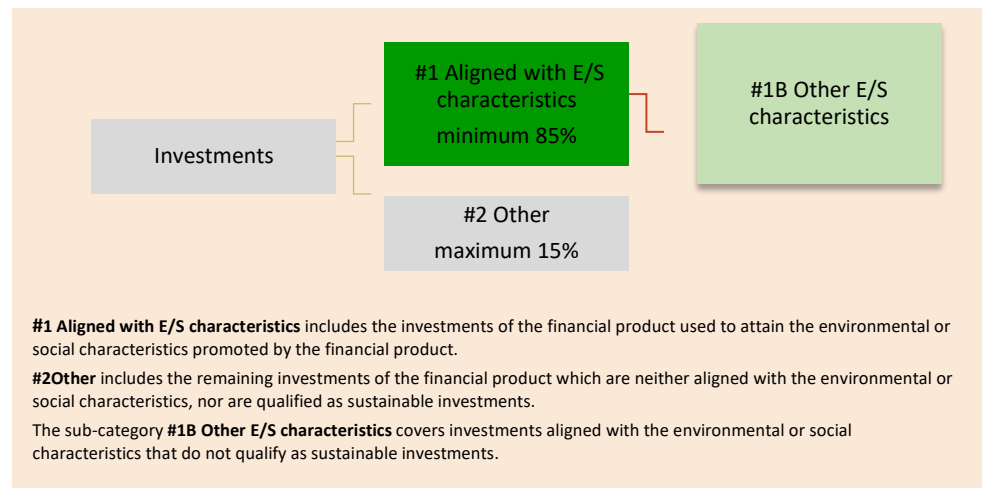 #1 Aligned with E/S
characteristics
minimum 85%
#1B Other E/S
characteristics
Investments
#2 Other
maximum 15%
#1 Aligned with E/S characteristics includes the investments of the financial product used to attain the environmental or
social characteristics promoted by the financial product.
#2Other includes the remaining investments of the financial product which are neither aligned with the environmental or
social characteristics, nor are qualified as sustainable investments.
The sub-category #1B Other E/S characteristics covers investments aligned with the environmental or social
characteristics that do not qualify as sustainable investments.